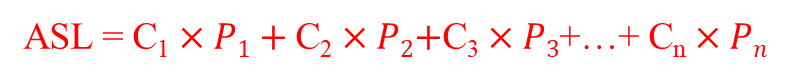 ASL = C₁ × P₁ + C₂ × P₂+C₃ × P₃+…+ Cₙ × Pₙ